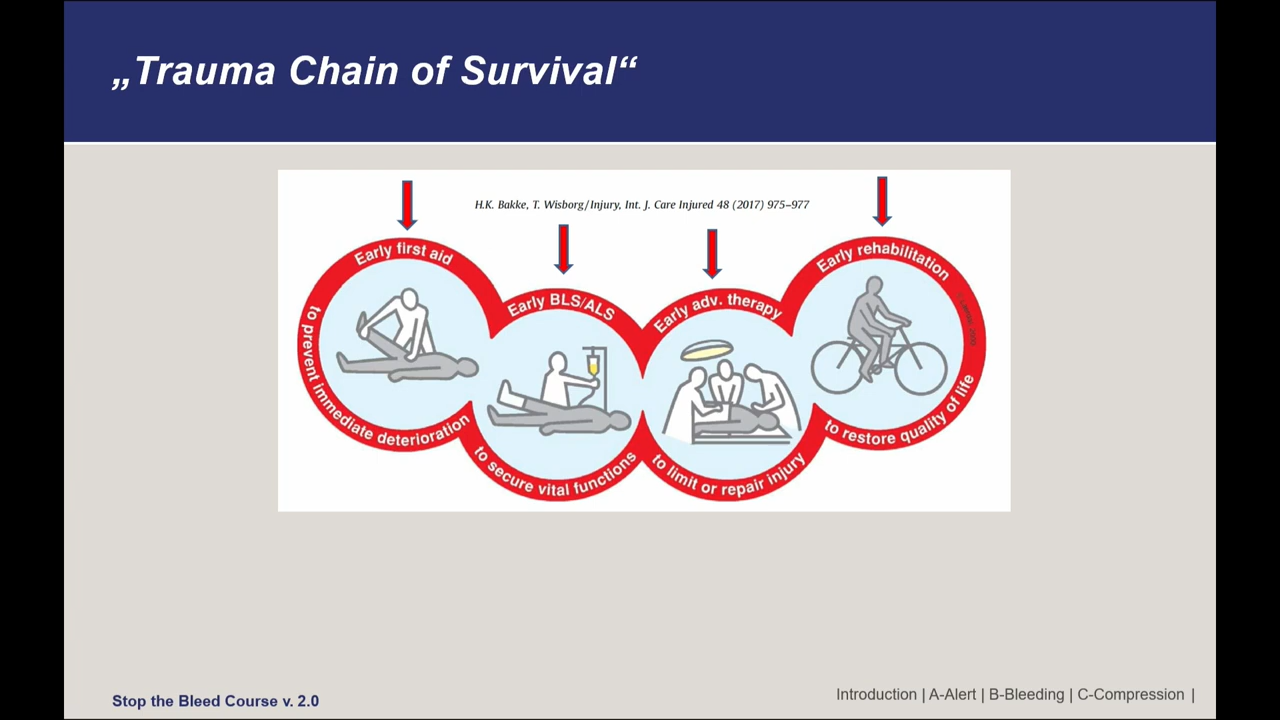 „Trauma Chain of Survival“
H.K. Bakke, T. Wisborg/Injury, Int. J. Care Injured 48 (2017) 975–977
Early first aid
to prevent immediate deterioration
Early BLS/ALS
to secure vital functions
Early adv. therapy
to limit or repair injury
Early rehabilitation
to restore quality of life
Stop the Bleed Course v. 2.0
Introduction | A-Alert | B-Bleeding | C-Compression |